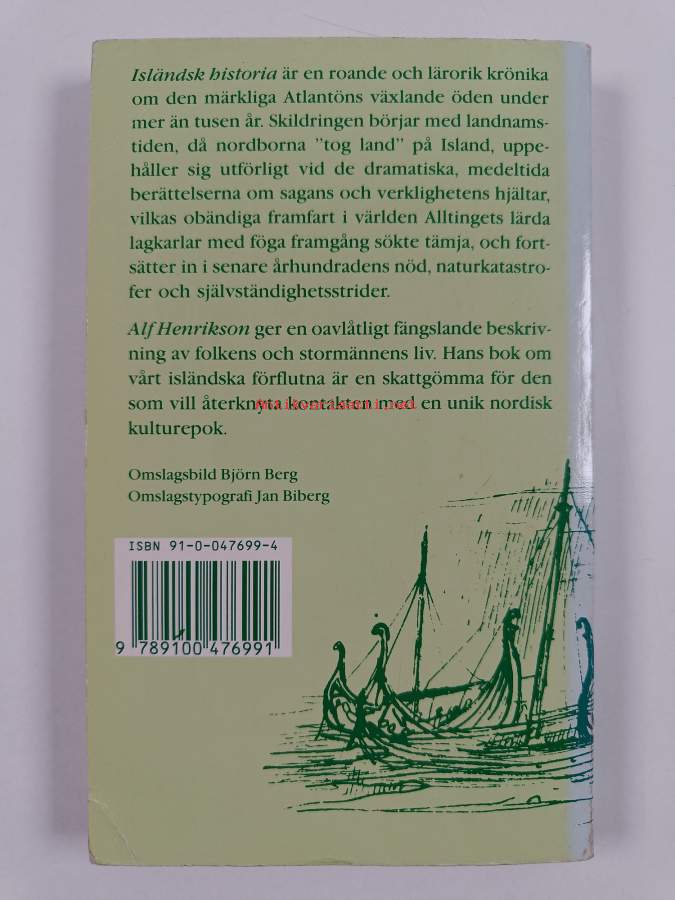 Isländsk historia är en roande och lärorik krönika
om den märkliga Atlantöns växlande öden under
mer än tusen år. Skildringen börjar med landnams-
tiden, då nordborna ”tog land” på Island, uppe-
håller sig utförligt vid de dramatiska, medeltida
berättelserna om sagans och verklighetens hjältar,
vilkas obändiga framfart i världen Alltingets lärda
lagkarlar med föga framgång sökte tämja, och fort-
sätter in i senare århundradens nöd, naturkatastro-
fer och självständighetsstrider.
Alf Henrikson ger en oavlåtligt fängslande beskriv-
ning av folkens och stormännens liv. Hans bok om
vårt isländska förflutna är en skattgömma för den
som vill återknyta kontakten med en unik nordisk
kulturepok.
Omslagsbild Björn Berg
Omslagstypografi Jan Biberg
ISBN 91-0-047699-4
9 789100 476991